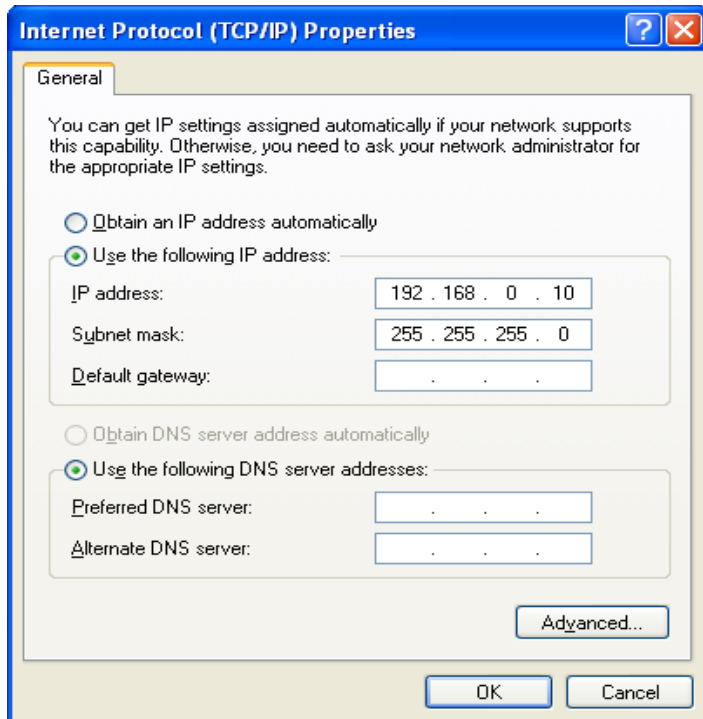 Internet Protocol (TCP/IP) Properties
General
You can get IP settings assigned automatically if your network supports
this capability. Otherwise, you need to ask your network administrator for
the appropriate IP settings.
Obtain an IP address automatically
Use the following IP address:
IP address: 192 . 168 . 0 . 10
Subnet mask: 255 . 255 . 255 . 0
Default gateway: . . .
Obtain DNS server address automatically
Use the following DNS server addresses:
Preferred DNS server: . . .
Alternate DNS server: . . .
Advanced...
OK Cancel